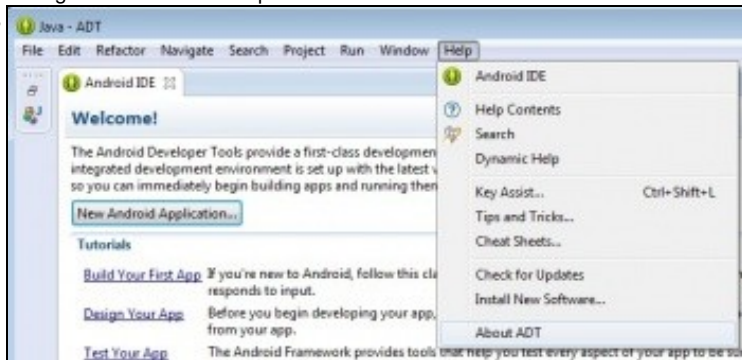 Java - ADT
File Edit Refactor Navigate Search Project Run Window Help
Android IDE
Welcome!
The Android Developer Tools provide a first-class developmen
integrated development environment is set up with the latest v
so you can immediately begin building apps and running then
New Android Application...
Tutorials
Build Your First App If you're new to Android, follow this cla
responds to input.
Design Your App Before you begin developing your app,
from your app.
Test Your App The Android Framework provides tools that help you test every aspect of your app to be su
Android IDE
Help Contents
Search
Dynamic Help
Key Assist... Ctrl+Shift+L
Tips and Tricks...
Cheat Sheets...
Check for Updates
Install New Software...
About ADT